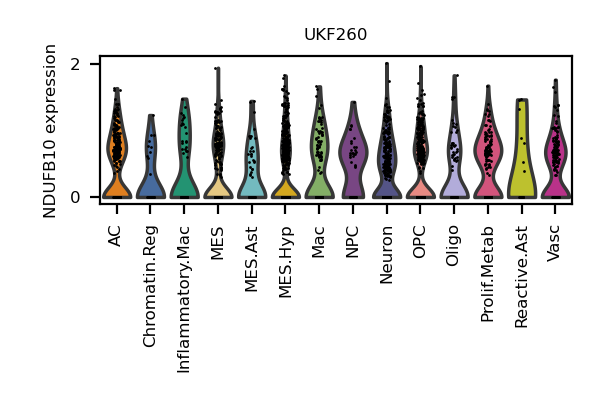 UKF260
NDUFB10 expression
2
0
AC
Chromatin.Reg
Inflammatory.Mac
MES
MES.Ast
MES.Hyp
Mac
NPC
Neuron
OPC
Oligo
Prolif.Metab
Reactive.Ast
Vasc